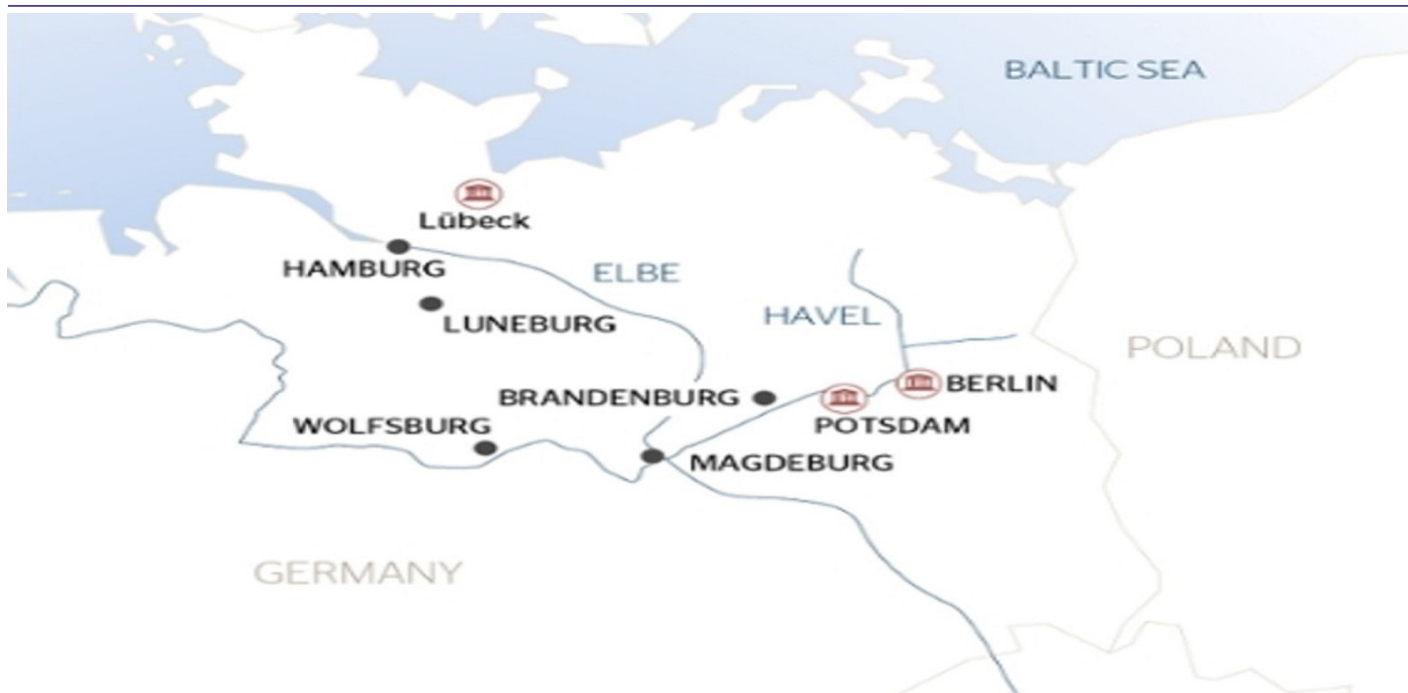 BALTIC SEA
Lübeck
HAMBURG
ELBE
LUNEBURG
HAVEL
POLAND
BRANDENBURG
BERLIN
WOLFSBURG
POTSDAM
MAGDEBURG
GERMANY